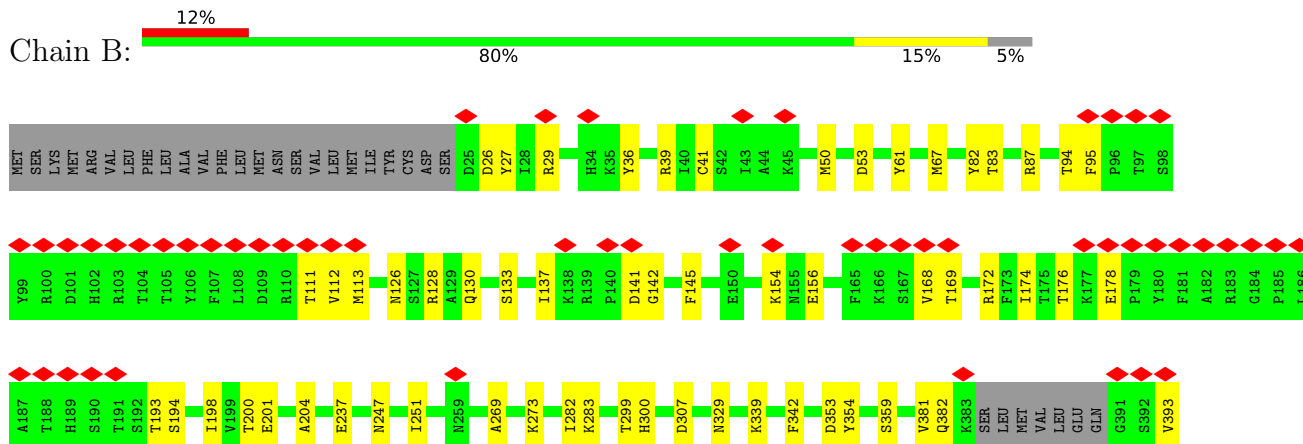 12%
Chain B:
80% 15% 5%
MET SER LYS MET ARG VAL LEU PHE LEU ALA VAL PHE LEU MET ASN SER VAL LEU MET ILE TYR CYS ASP SER D25 D26 Y27 I28 R29 H34 K35 Y36 R39 I40 C41 S42 I43 A44 K45 M50 D53 Y61 M67 Y82 T83 R87 T94 F95 P96 T97 S98
Y99 R100 D101 H102 R103 T104 T105 Y106 F107 L108 D109 R110 T111 V112 M113 N126 S127 R128 A129 Q130 S133 I137 K138 R139 P140 D141 G142 F145 E150 K154 N155 E156 F165 K166 S167 V168 T169 R172 F173 I174 T175 T176 K177 E178 P179 Y180 F181 A182 R183 G184 P185 L186
A187 T188 H189 S190 T191 S192 T193 S194 I198 V199 T200 E201 A204 E237 N247 I251 N259 A269 K273 I282 K283 T299 H300 D307 N329 K339 F342 D353 Y354 S359 V381 Q382 K383 SER LEU MET VAL LEU GLU GLN G391 S392 V393